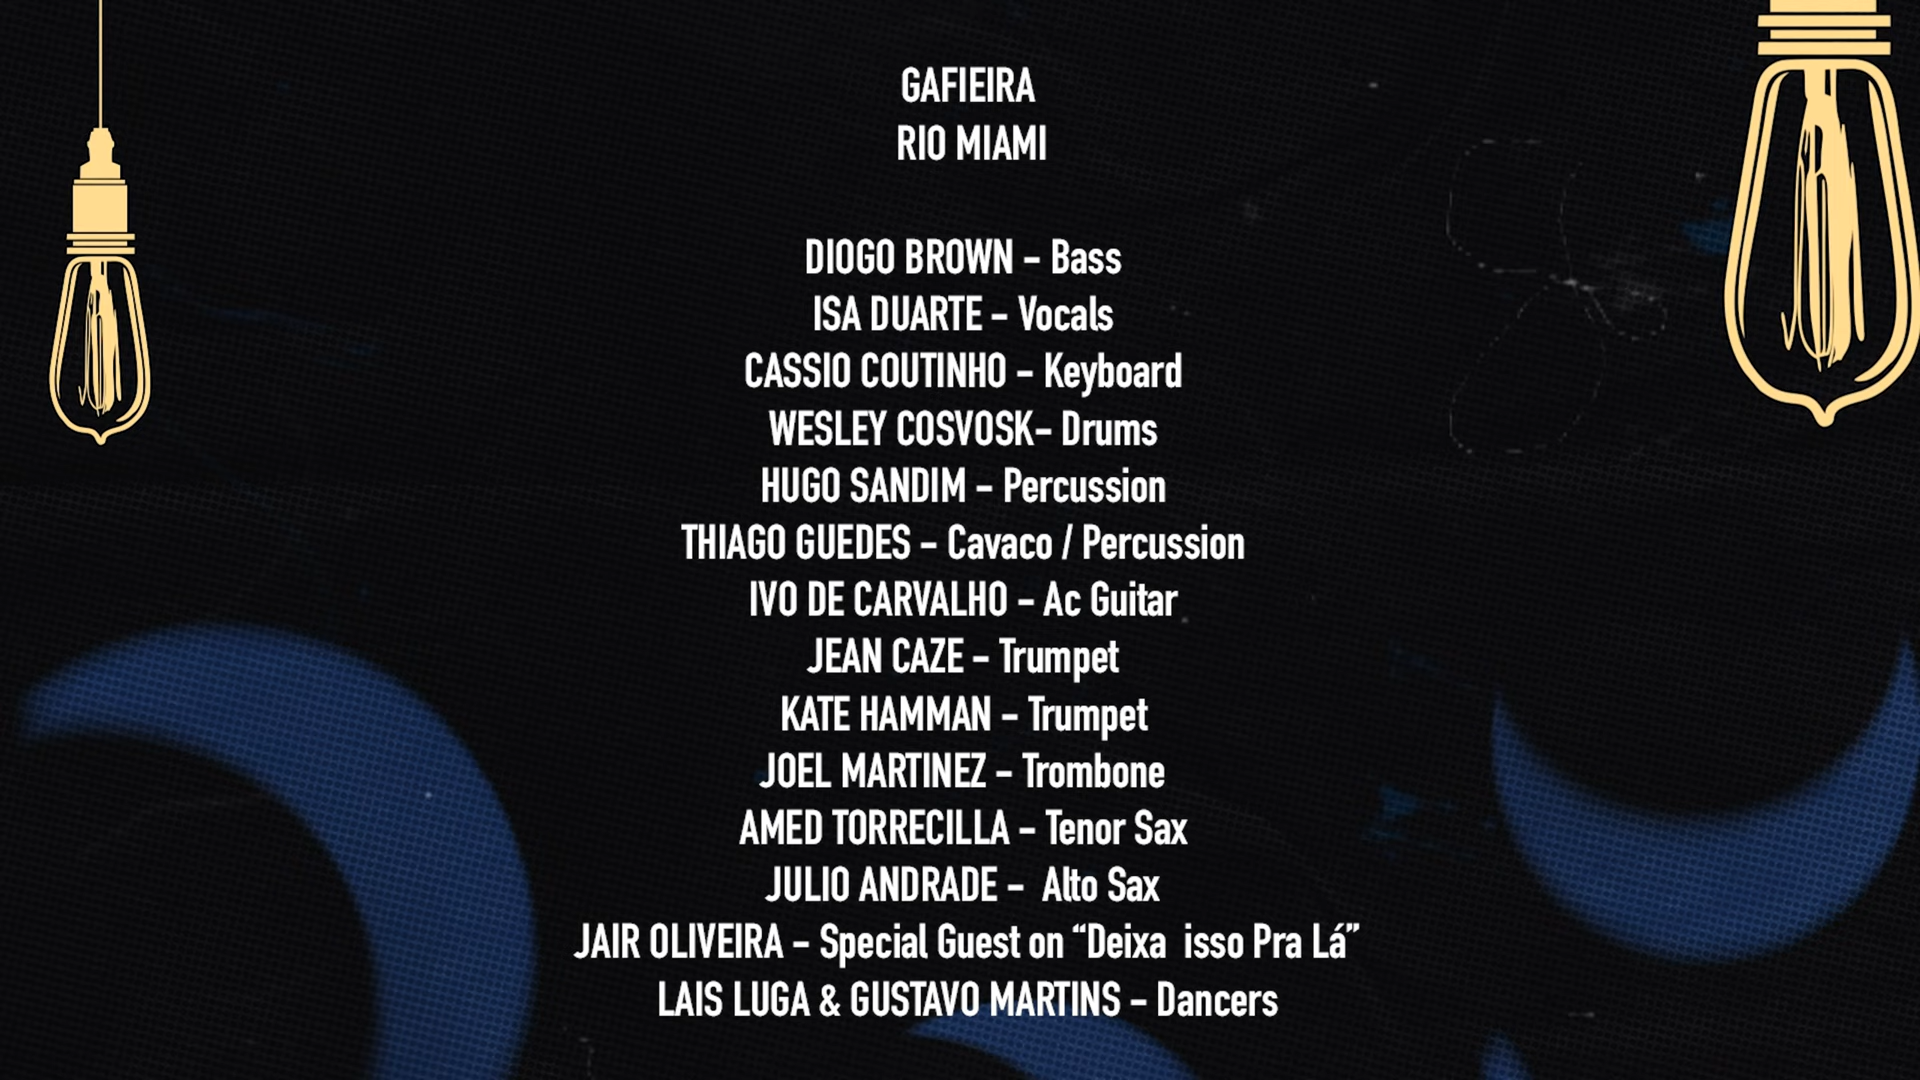 GAFIEIRA
RIO MIAMI
DIOGO BROWN - Bass
ISA DUARTE - Vocals
CASSIO COUTINHO - Keyboard
WESLEY COSVOSK- Drums
HUGO SANDIM - Percussion
THIAGO GUEDES - Cavaco / Percussion
IVO DE CARVALHO - Ac Guitar
JEAN CAZE - Trumpet
KATE HAMMAN - Trumpet
JOEL MARTINEZ - Trombone
AMED TORRECILLA - Tenor Sax
JULIO ANDRADE -  Alto Sax
JAIR OLIVEIRA - Special Guest on “Deixa  isso Pra Lá”
LAIS LUGA & GUSTAVO MARTINS - Dancers